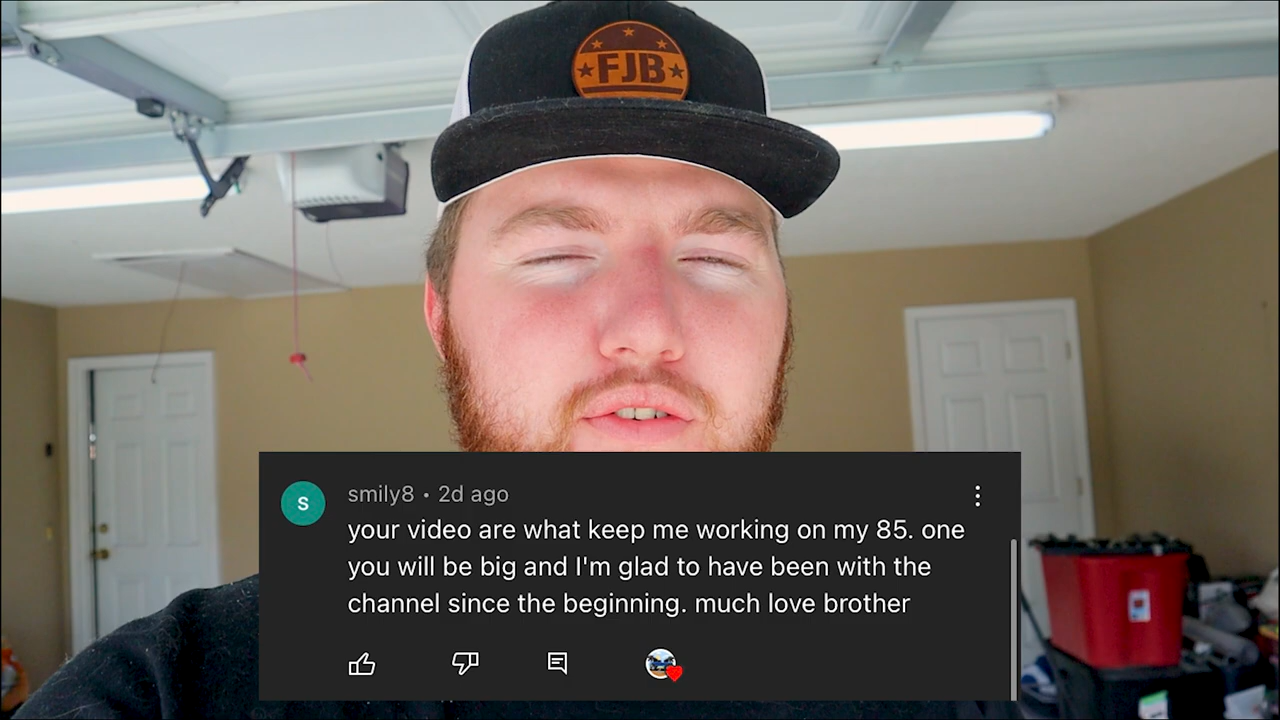 FJB
S
smily8 • 2d ago
your video are what keep me working on my 85. one
you will be big and I'm glad to have been with the
channel since the beginning. much love brother